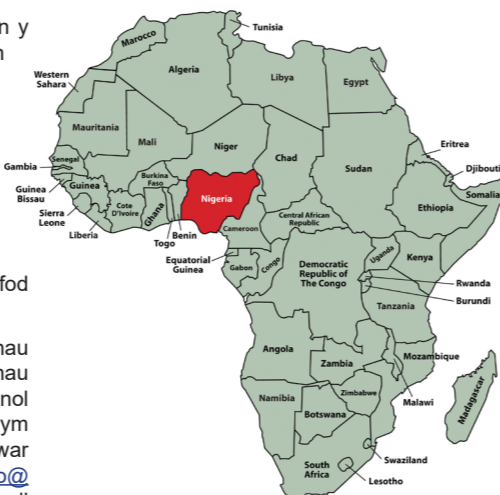 n y
n
fod
hau
hau
nol
ym
war
o@
Tunisia
Marocco
Algeria
Libya
Egypt
Western
Sahara
Mauritania
Mali
Niger
Chad
Sudan
Eritrea
Djibouti
Somalia
Ethiopia
Senegal
Gambia
Guinea
Bissau
Guinea
Sierra
Leone
Liberia
Cote
D'Ivoire
Burkina
Faso
Ghana
Togo
Benin
Nigeria
Cameroon
Central African
Republic
Equatorial
Guinea
Gabon
Congo
Democratic
Republic of
The Congo
Uganda
Kenya
Rwanda
Burundi
Tanzania
Angola
Zambia
Malawi
Mozambique
Zimbabwe
Namibia
Botswana
Madagascar
Swaziland
South
Africa
Lesotho